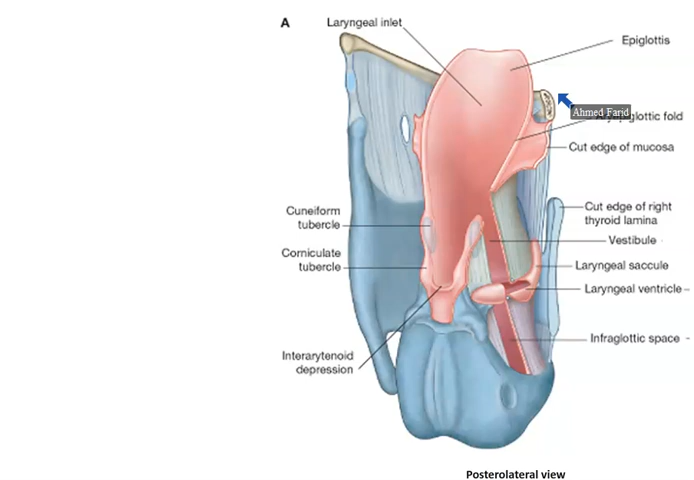 A
Laryngeal inlet
Epiglottis
Ahmed Farid
fold
Cut edge of mucosa
Cuneiform
tubercle
Cut edge of right
thyroid lamina
Vestibule
Corniculate
tubercle
Laryngeal saccule
Laryngeal ventricle
Infraglottic space
Interarytenoid
depression
Posterolateral view